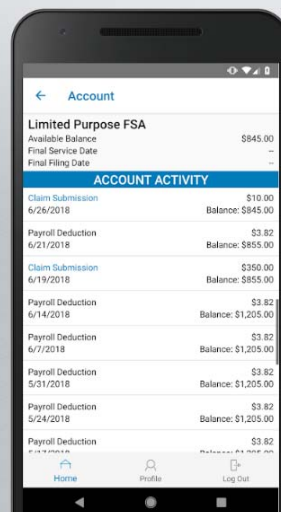 Account
Limited Purpose FSA
Available Balance $845.00
Final Service Date --
Final Filing Date --
ACCOUNT ACTIVITY
Claim Submission $10.00
6/26/2018 Balance: $845.00
Payroll Deduction $3.82
6/21/2018 Balance: $855.00
Claim Submission $350.00
6/19/2018 Balance: $855.00
Payroll Deduction $3.82
6/14/2018 Balance: $1,205.00
Payroll Deduction $3.82
6/7/2018 Balance: $1,205.00
Payroll Deduction $3.82
5/31/2018 Balance: $1,205.00
Payroll Deduction $3.82
5/24/2018 Balance: $1,205.00
Payroll Deduction $3.82
Home Profile Log Out